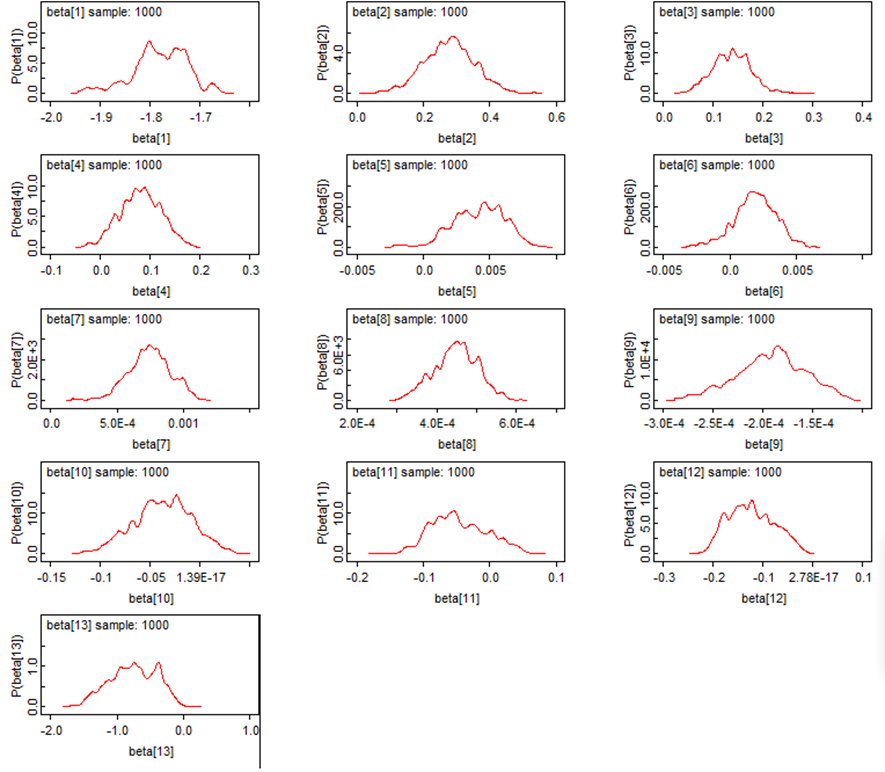 beta[1] sample: 1000
P(beta[1])
0.0 5.0 10.0
-2.0 -1.9 -1.8 -1.7
beta[1]
beta[2] sample: 1000
P(beta[2])
0.0 4.0
0.0 0.2 0.4 0.6
beta[2]
beta[3] sample: 1000
P(beta[3])
0.0 10.0
0.0 0.1 0.2 0.3 0.4
beta[3]
beta[4] sample: 1000
P(beta[4])
0.0 5.0 10.0
-0.1 0.0 0.1 0.2 0.3
beta[4]
beta[5] sample: 1000
P(beta[5])
0.0 200.0
-0.005 0.0 0.005
beta[5]
beta[6] sample: 1000
P(beta[6])
0.0 200.0
-0.005 0.0 0.005
beta[6]
beta[7] sample: 1000
P(beta[7])
0.0 2.0E+3
0.0 5.0E-4 0.001
beta[7]
beta[8] sample: 1000
P(beta[8])
0.0 6.0E+3
2.0E-4 4.0E-4 6.0E-4
beta[8]
beta[9] sample: 1000
P(beta[9])
0.0 1.0E+4
-3.0E-4 -2.5E-4 -2.0E-4 -1.5E-4
beta[9]
beta[10] sample: 1000
P(beta[10])
0.0 10.0
-0.15 -0.1 -0.05 1.39E-17
beta[10]
beta[11] sample: 1000
P(beta[11])
0.0 10.0
-0.2 -0.1 0.0 0.1
beta[11]
beta[12] sample: 1000
P(beta[12])
0.0 5.0 10.0
-0.3 -0.2 -0.1 2.78E-17 0.1
beta[12]
beta[13] sample: 1000
P(beta[13])
0.0 1.0
-2.0 -1.0 0.0 1.0
beta[13]